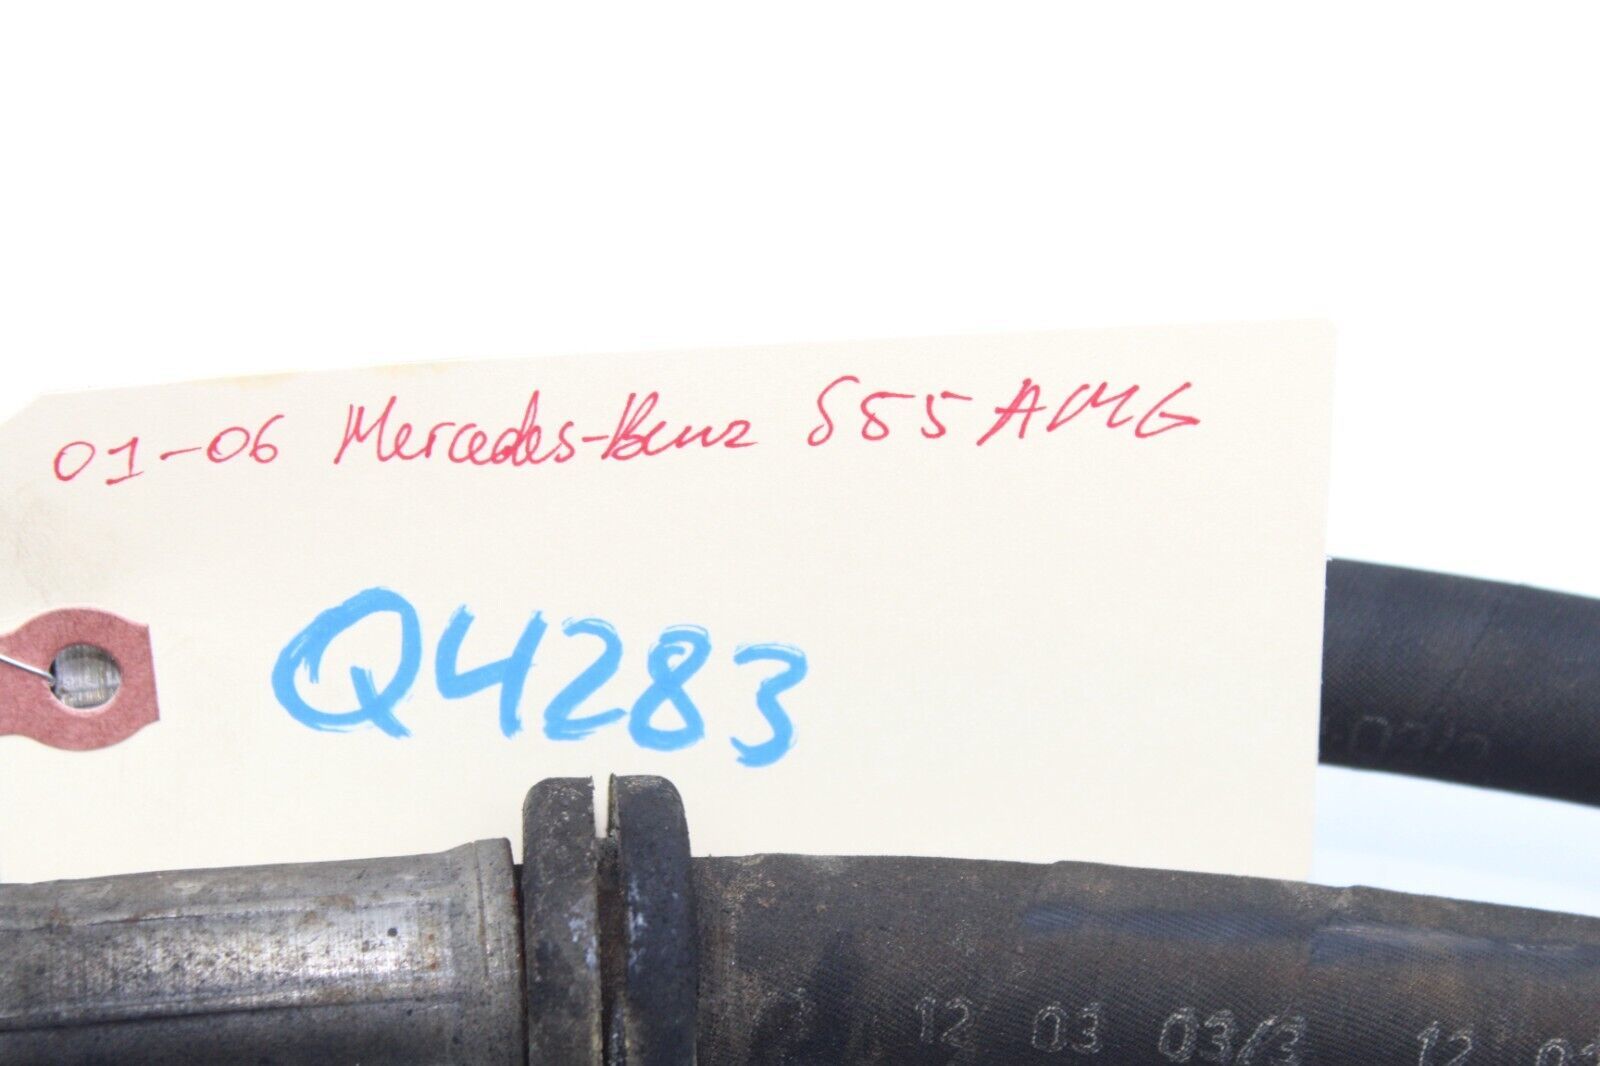 01-06 Mercedes-Benz S55 AMG
Q4283
12 03 03/3 12